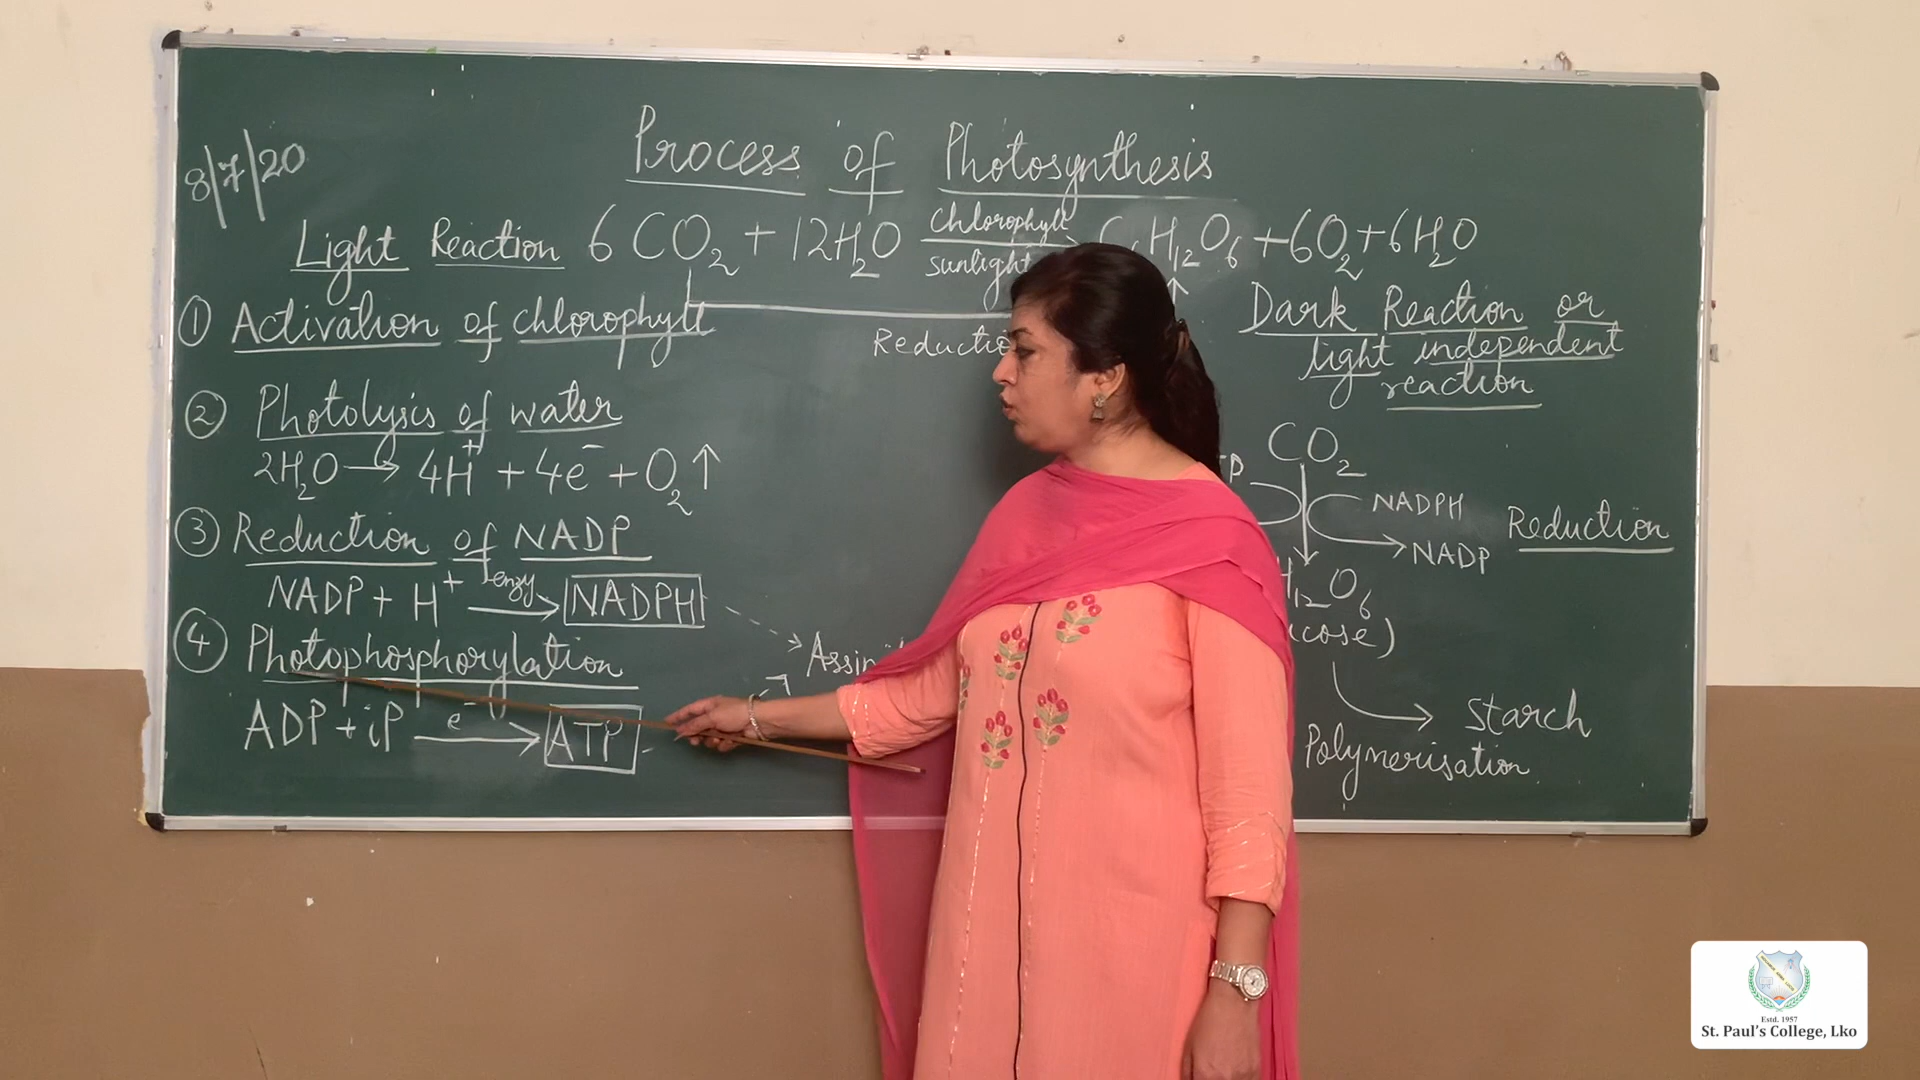 8/7/20
Process of Photosynthesis
Light Reaction 6CO₂ + 12H₂O chlorophyll sunlight → C₆H₁₂O₆ + 6O₂ + 6H₂O
① Activation of chlorophyll
② Photolysis of water
2H₂O → 4H⁺ + 4e⁻ + O₂ ↑
③ Reduction of NADP
NADP + H⁺ enzy → NADPH
④ Photophosphorylation
ADP + iP e⁻ → ATP
Dark Reaction or
light independent
reaction
CO₂
NADPH
NADP
Reduction
H₁₂O₆
Starch
Polymerisation
Estd. 1957
St. Paul's College, Lko